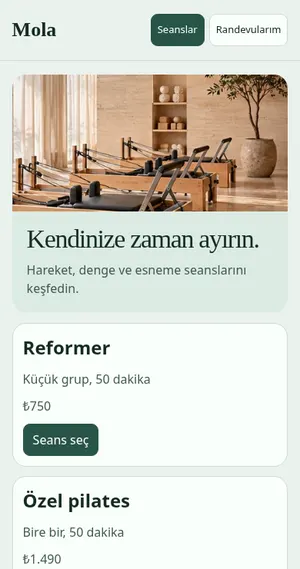 Mola
Seanslar
Randevularım
Kendinize zaman ayırın.
Hareket, denge ve esneme seanslarını
keşfedin.
Reformer
Küçük grup, 50 dakika
₺750
Seans seç
Özel pilates
Bire bir, 50 dakika
₺1.490